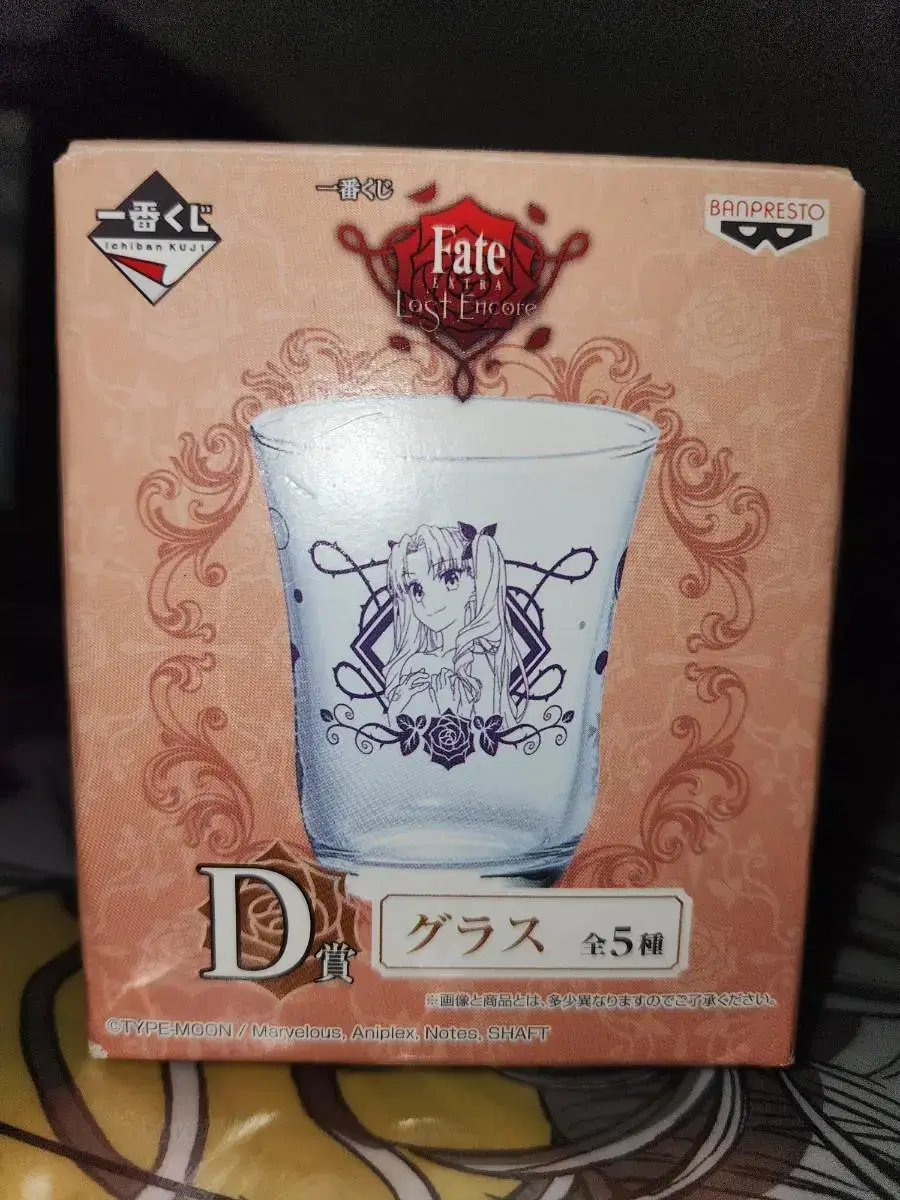 一番くじ
Ichiban KUJI
一番くじ
Fate
EXTRA
Last Encore
BANPRESTO
D賞
グラス 全5種
※画像と商品とは、多少異なりますのでご了承ください。
©TYPE-MOON / Marvelous, Aniplex, Notes, SHAFT